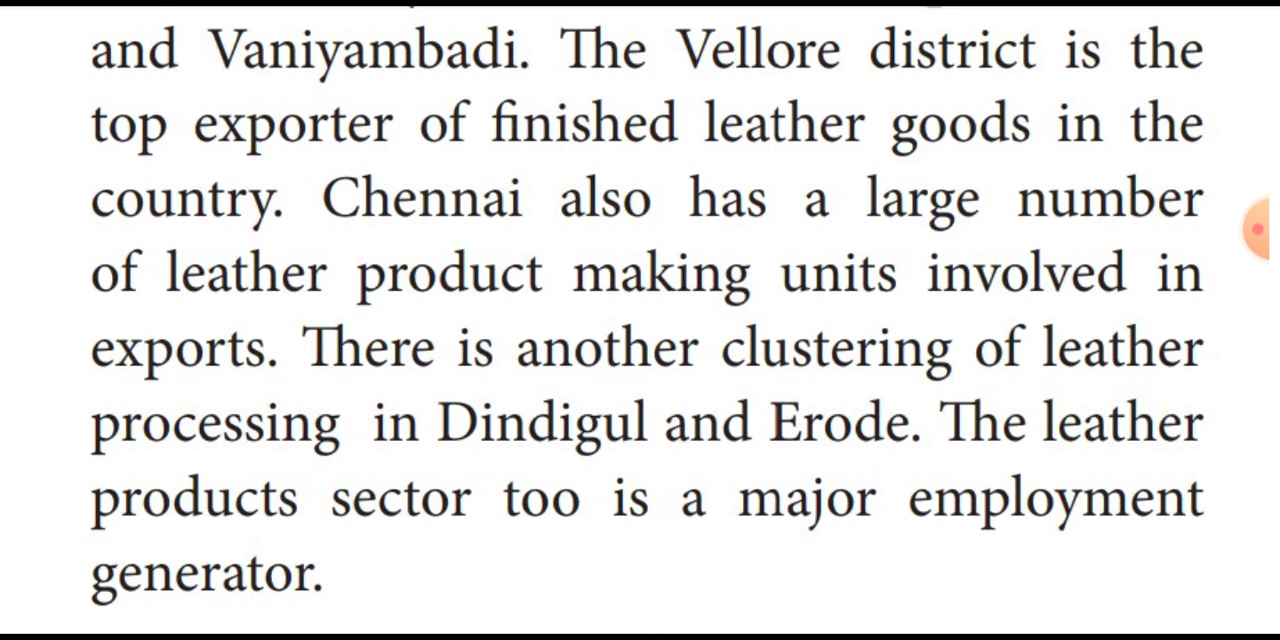 and Vaniyambadi. The Vellore district is the
top exporter of finished leather goods in the
country. Chennai also has a large number
of leather product making units involved in
exports. There is another clustering of leather
processing in Dindigul and Erode. The leather
products sector too is a major employment
generator.